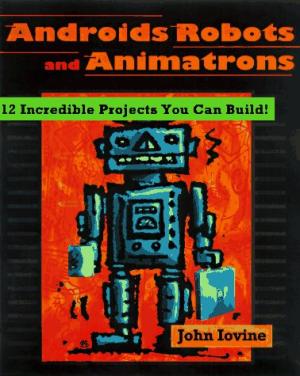 Androids Robots
and Animatrons
12 Incredible Projects You Can Build!
John Iovine